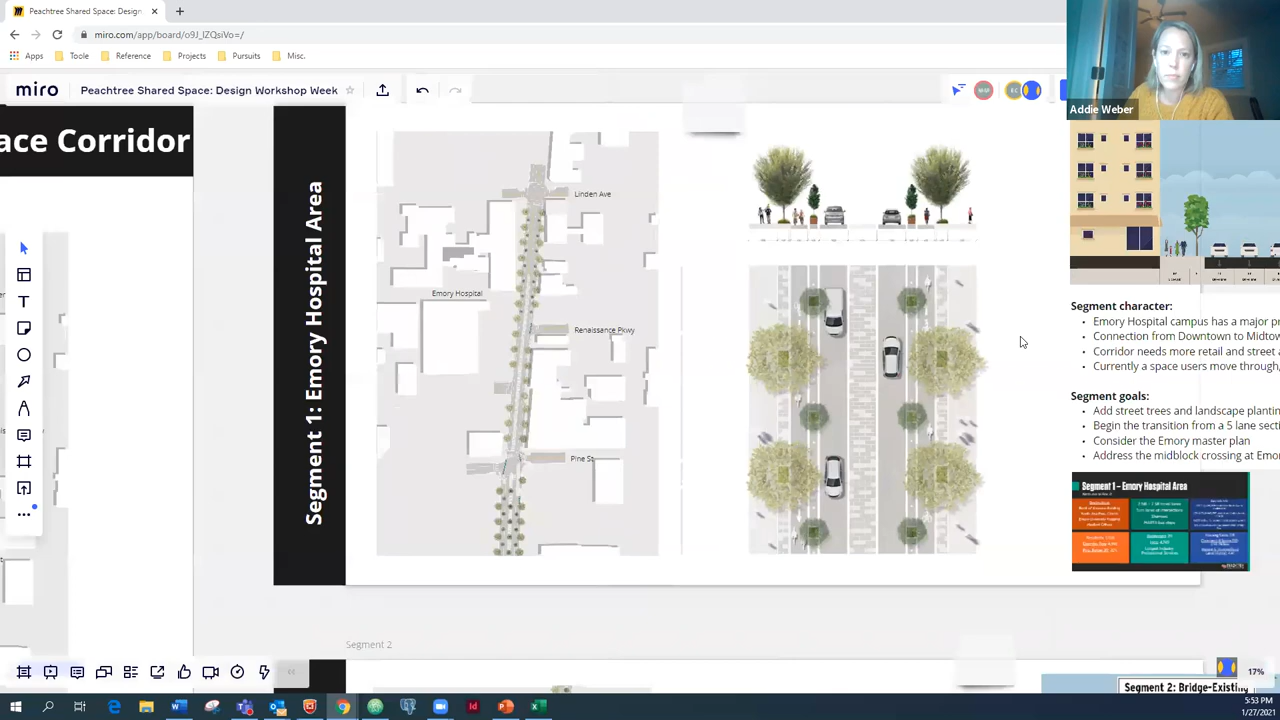 Peachtree Shared Space: Design
miro.com/app/board/o9J_lZQsiVo=/
Apps
Tools
Reference
Projects
Pursuits
Misc.
miro
Peachtree Shared Space: Design Workshop Week
Addie Weber
ace Corridor
Segment 1: Emory Hospital Area
Linden Ave
Emory Hospital
Renaissance Pkwy
Pine St
Segment character:
• Emory Hospital campus has a major pr
• Connection from Downtown to Midtow
• Corridor needs more retail and street a
• Currently a space users move through,
Segment goals:
• Add street trees and landscape plantin
• Begin the transition from a 5 lane secti
• Consider the Emory master plan
• Address the midblock crossing at Emor
Segment 1 – Emory Hospital Area
Segment 2
Segment 2: Bridge-Existing
17%
5:53 PM
1/27/2021